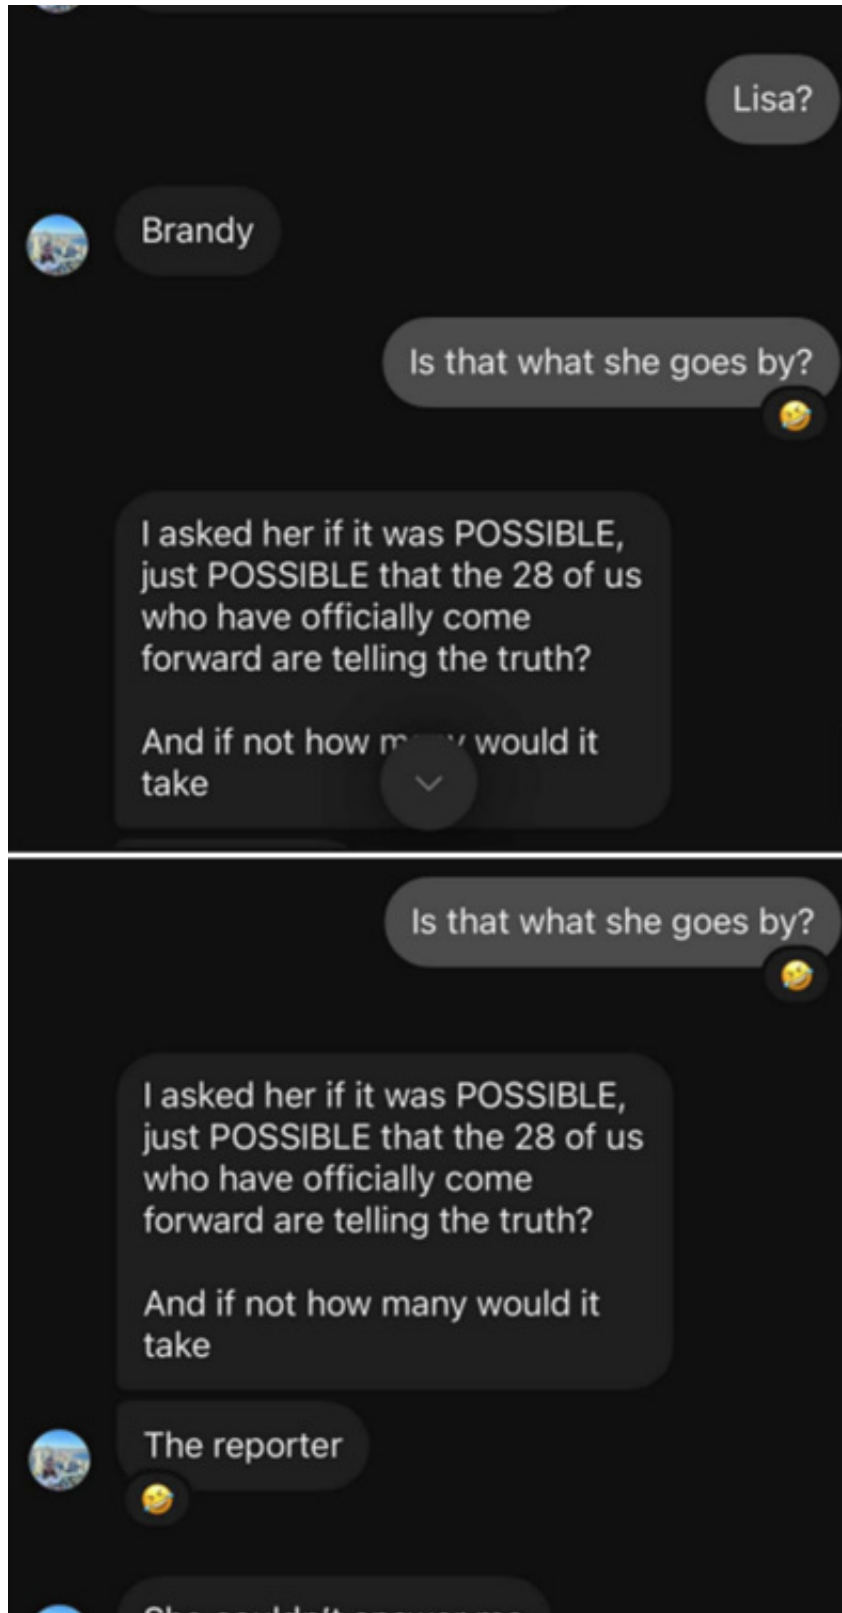 Lisa?
Brandy
Is that what she goes by?
I asked her if it was POSSIBLE,
just POSSIBLE that the 28 of us
who have officially come
forward are telling the truth?
And if not how would it
take
Is that what she goes by?
I asked her if it was POSSIBLE,
just POSSIBLE that the 28 of us
who have officially come
forward are telling the truth?
And if not how many would it
take
The reporter